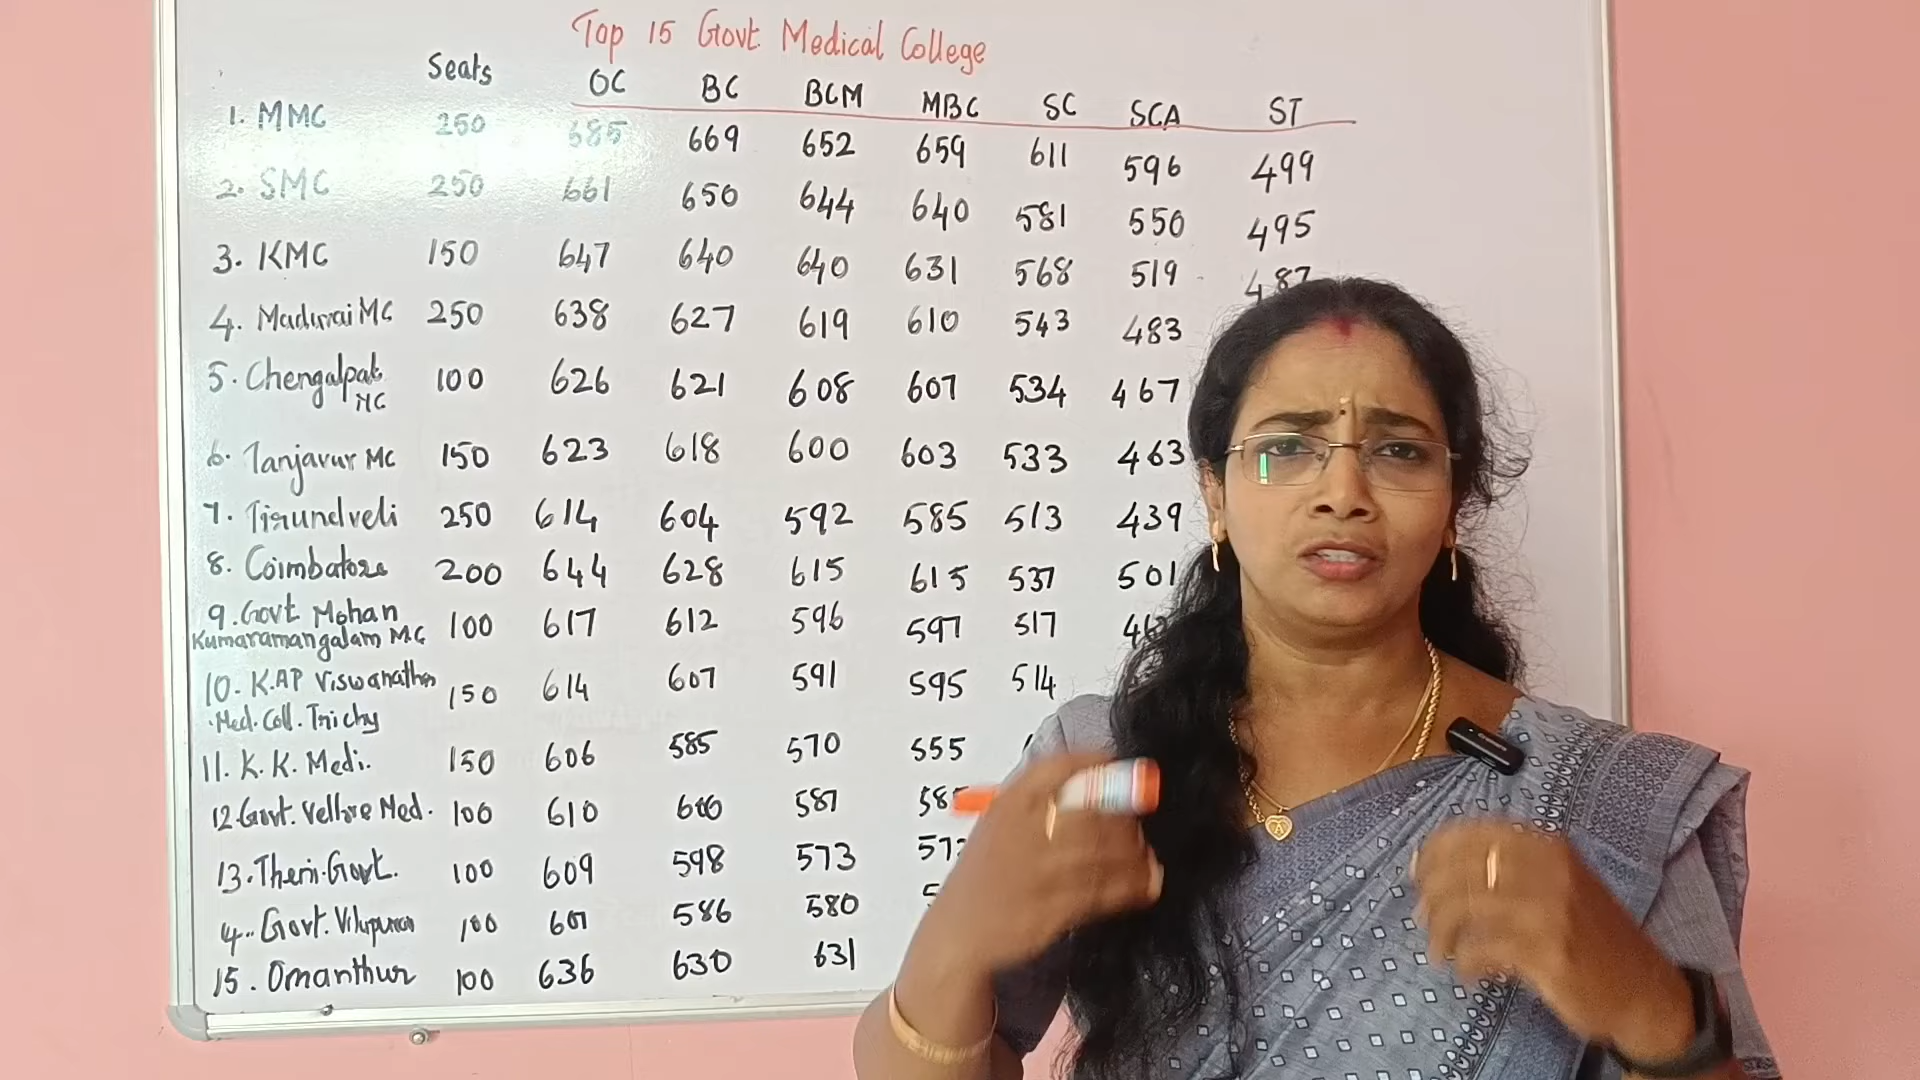 Top 15 Govt. Medical College
Seats OC BC BCM MBC SC SCA ST
1. MMC 250 685 669 652 659 611 596 499
2. SMC 250 661 650 644 640 581 550 495
3. KMC 150 647 640 640 631 568 519 487
4. Madurai MC 250 638 627 619 610 543 483
5. Chengalpat MC 100 626 621 608 607 534 467
6. Tanjavur MC 150 623 618 600 603 533 463
7. Tirundveli 250 614 604 592 585 513 439
8. Coimbatore 200 644 628 615 615 537 501
9. Govt Mohan
Kumaramangalam MC 100 617 612 596 597 517
10. K.AP Viswanathan 150 614 607 591 595 514
Med. Coll. Trichy
11. K. K. Medi. 150 606 585 570 555
12. Govt. Vellore Med. 100 610 606 587 585
13. Theni Govt. 100 609 598 573 573
4. Govt. Vilupuram 100 607 586 580
15. Omanthur 100 636 630 631